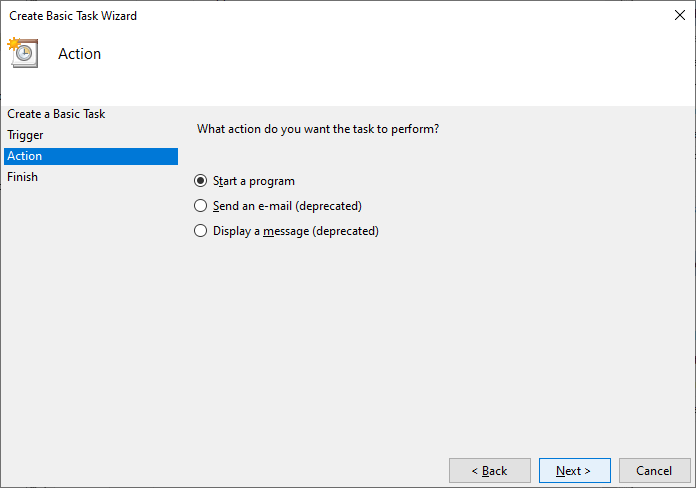 Create Basic Task Wizard
Action
Create a Basic Task
Trigger
Action
Finish
What action do you want the task to perform?
Start a program
Send an e-mail (deprecated)
Display a message (deprecated)
< Back
Next >
Cancel